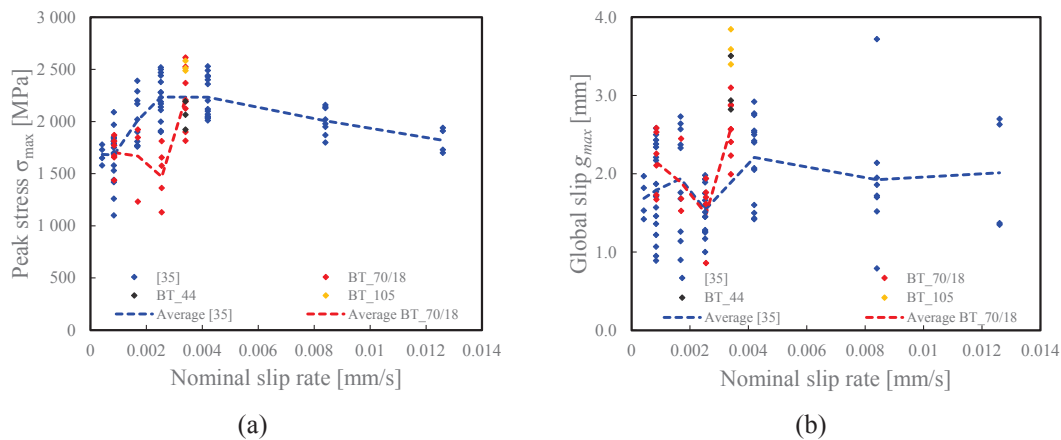 3 000
2 500
2 000
1 500
1 000
500
0
Peak stress σmax [MPa]
[35]
BT_70/18
BT_44
BT_105
Average [35]
Average BT_70/18
0 0.002 0.004 0.006 0.008 0.01 0.012 0.014
Nominal slip rate [mm/s]
(a)
4.0
3.0
2.0
1.0
0.0
Global slip gmax [mm]
[35]
BT_70/18
BT_44
BT_105
Average [35]
Average BT_70/18
0 0.002 0.004 0.006 0.008 0.01 0.012 0.014
Nominal slip rate [mm/s]
(b)